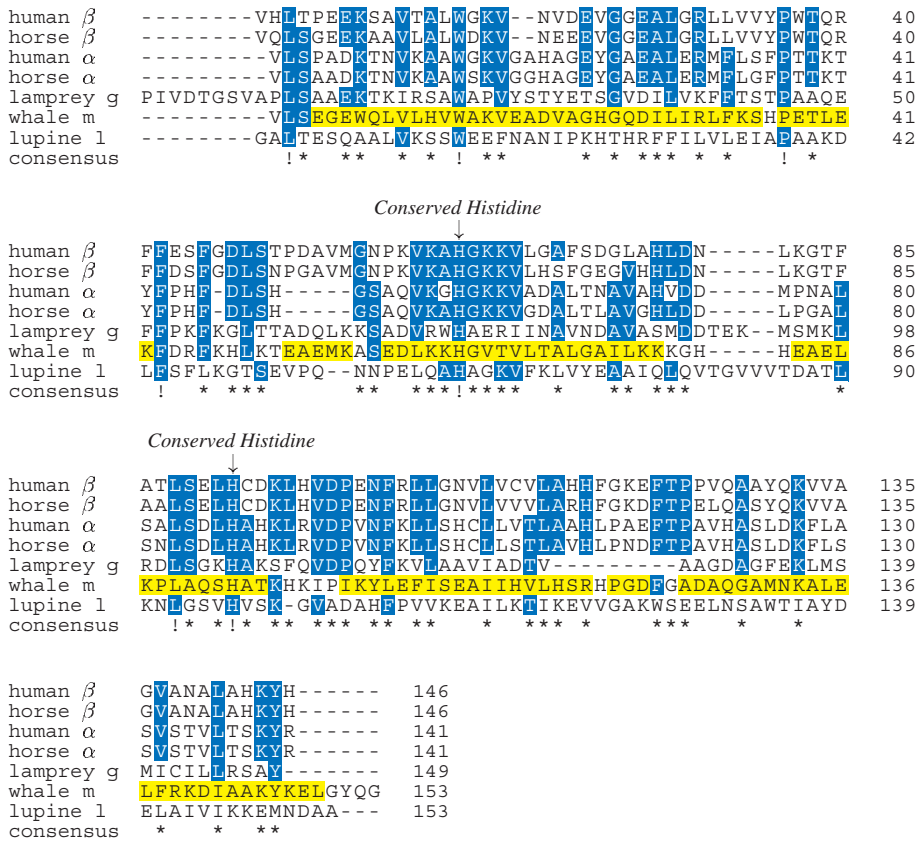 human β --------VHLTPEEKSAVTALWGKV--NVDEVGGEALGRLLVVYPWTQR 40
horse β --------VQLSGEEKAAVLALWDKV--NEEEVGGEALGRLLVVYPWTQR 40
human α ---------VLSPADKTNVKAAWGKVGAHAGEYGAEALERMFLSFPTTKT 41
horse α ---------VLSAADKTNVKAAWSKVGGHAGEYGAEALERMFLGFPTTKT 41
lamprey g PIVDTGSVAPLSAAEKTKIRSAWAPVYSTYETSGVDILVKFFTSTPAAQE 50
whale m ---------VLSEGEWQLVLHVWAKVEADVAGHGQDILIRLFKSHPETLE 41
lupine l --------GALTESQAALVKSSWEEFNANIPKHTHRFFILVLEIAPAAKD 42
consensus ! * ** * * ! ** * * *** * * ! *
Conserved Histidine
↓
human β FFESFGDLSTPDAVMGNPKVKAHGKKVLGAFSDGLAHLDN-----LKGTF 85
horse β FFDSFGDLSNPGAVMGNPKVKAHGKKVLHSFGEGVHHLDN-----LKGTF 85
human α YFPHF-DLSH-----GSAQVKGHGKKVADALTNAVAHVDD-----MPNAL 80
horse α YFPHF-DLSH-----GSAQVKAHGKKVGDALTLAVGHLDD-----LPGAL 80
lamprey g FFPKFKGLTTADQLKKSADVRWHAERIINAVNDAVASMDDTEK--MSMKL 98
whale m KFDRFKHLKTEAEMKASEDLKKHGVTVLTALGAILKKKGH-----HEAEL 86
lupine l LFSFLKGTSEVPQ--NNPELQAHAGKVFKLVYEAAIQLQVTGVVVTDATL 90
consensus ! * *** * ** ***!**** ** *** *
Conserved Histidine
↓
human β ATLSELHCDKLHVDPENFRLLGNVLVCVLAHHFGKEFTPPVQAAYQKVVA 135
horse β AALSELHCDKLHVDPENFRLLGNVLVVVLARHFGKDFTPELQASYQKVVA 135
human α SALSDLHAHKLRVDPVNFKLLSHCLLVTLAAHLPAEFTPAVHASLDKFLA 130
horse α SNLSDLHAHKLRVDPVNFKLLSHCLLSTLAVHLPNDFTPAVHASLDKFLS 130
lamprey g RDLSGKHAKSFQVDPQYFKVLAAVIADTV---------AAGDAGFEKLMS 139
whale m KPLAQSHATKHKIPIKYLEFISEAIIHVLHSRHPGDFGADAQGAMNKALE 136
lupine l KNLGSVHVSK-GVADAHFPVVKEAILKTIKEVVGAKWSEELNSAWTIAYD 139
consensus !* *!* ** **** ** * * ** * *** * *
human β GVANALAHKYH------ 146
horse β GVANALAHKYH------ 146
human α SVSTVLTSKYR------ 141
horse α SVSTVLTSKYR------ 141
lamprey g MICILLRSAY------- 149
whale m LFRKDIAAKYKELGYQG 153
lupine l ELAIVIKKEMNDAA--- 153
consensus * * **